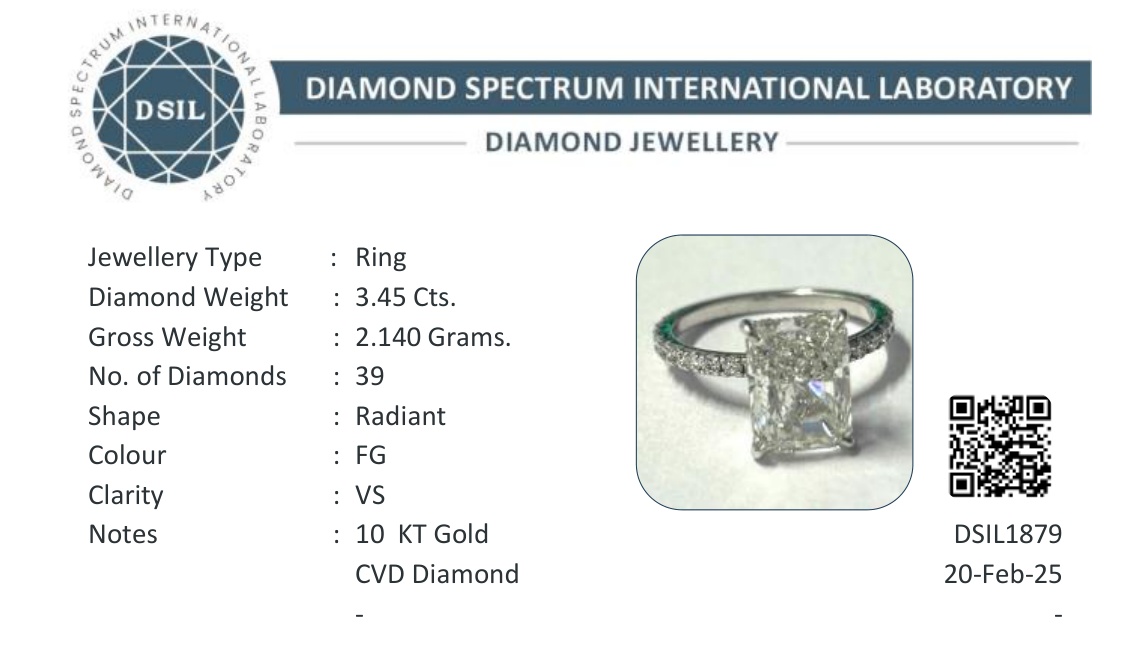 DIAMOND SPECTRUM INTERNATIONAL LABORATORY
DSIL
DIAMOND SPECTRUM INTERNATIONAL LABORATORY
DIAMOND JEWELLERY
Jewellery Type : Ring
Diamond Weight : 3.45 Cts.
Gross Weight : 2.140 Grams.
No. of Diamonds : 39
Shape : Radiant
Colour : FG
Clarity : VS
Notes : 10 KT Gold
CVD Diamond
-
DSIL1879
20-Feb-25
-